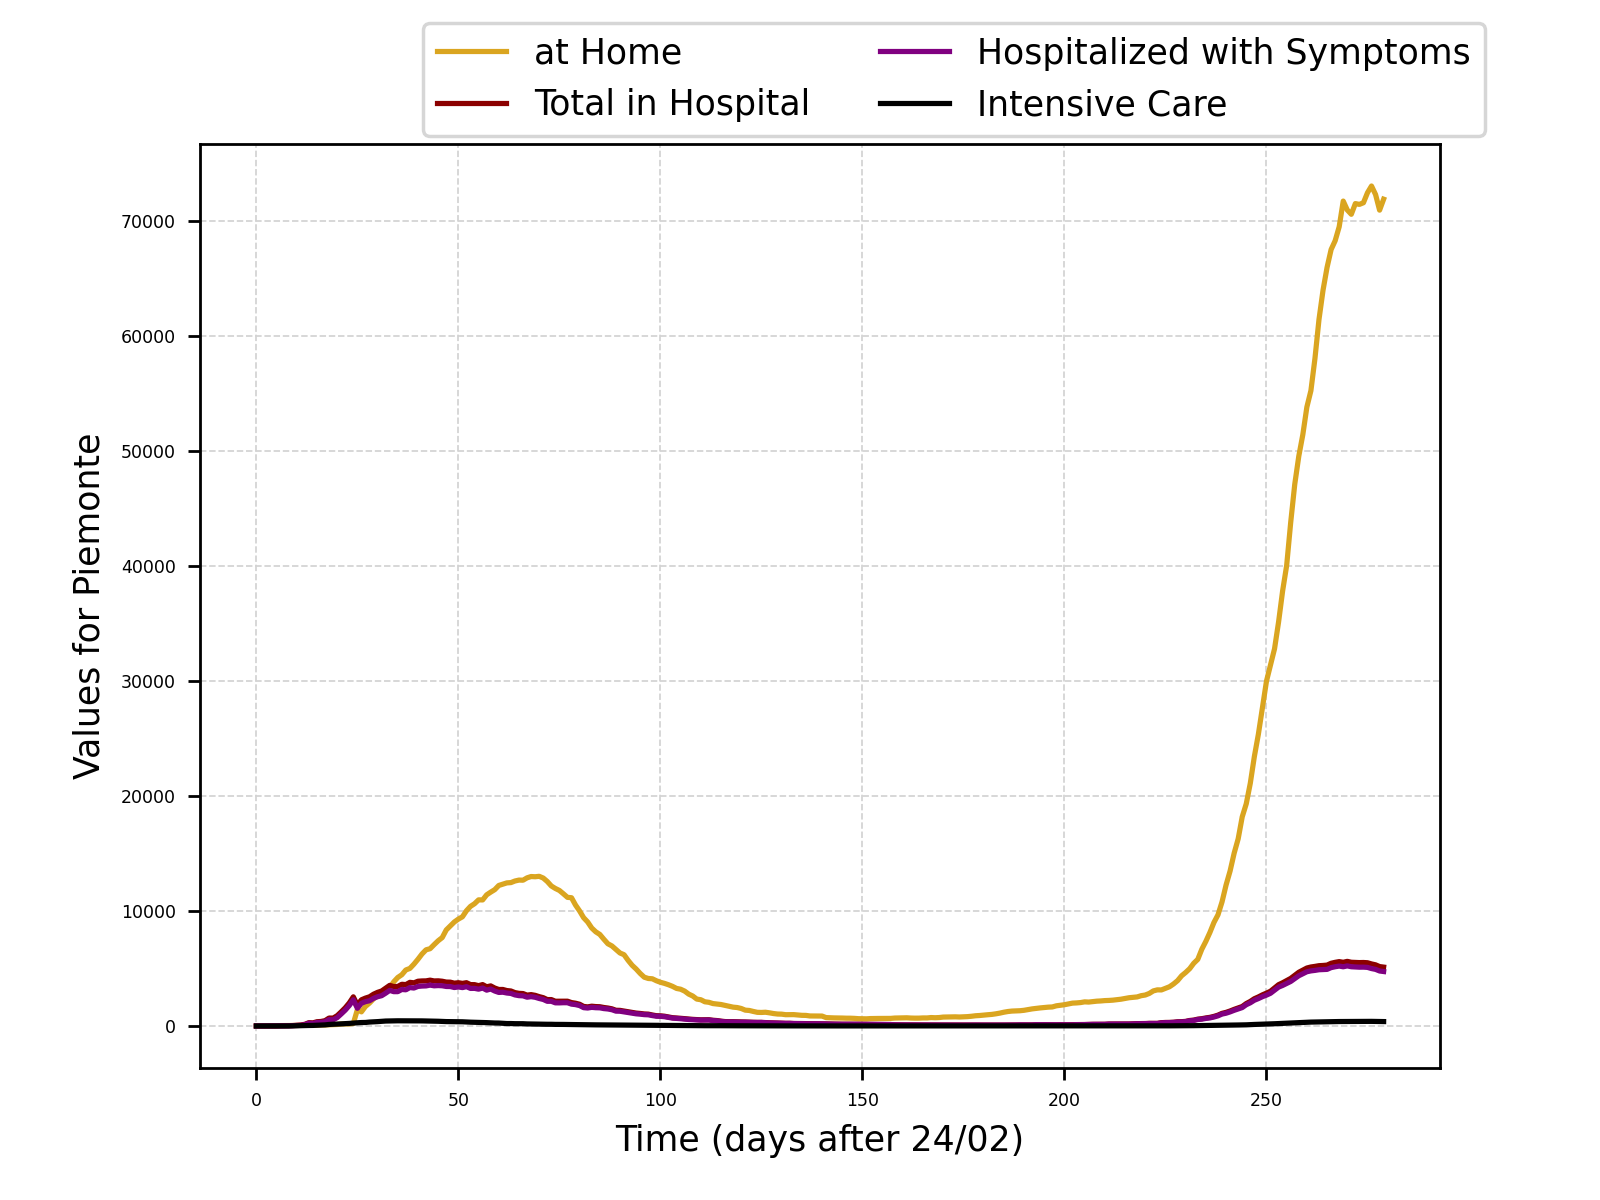 at Home
Total in Hospital
Hospitalized with Symptoms
Intensive Care
Values for Piemonte
70000
60000
50000
40000
30000
20000
10000
0
0 50 100 150 200 250
Time (days after 24/02)